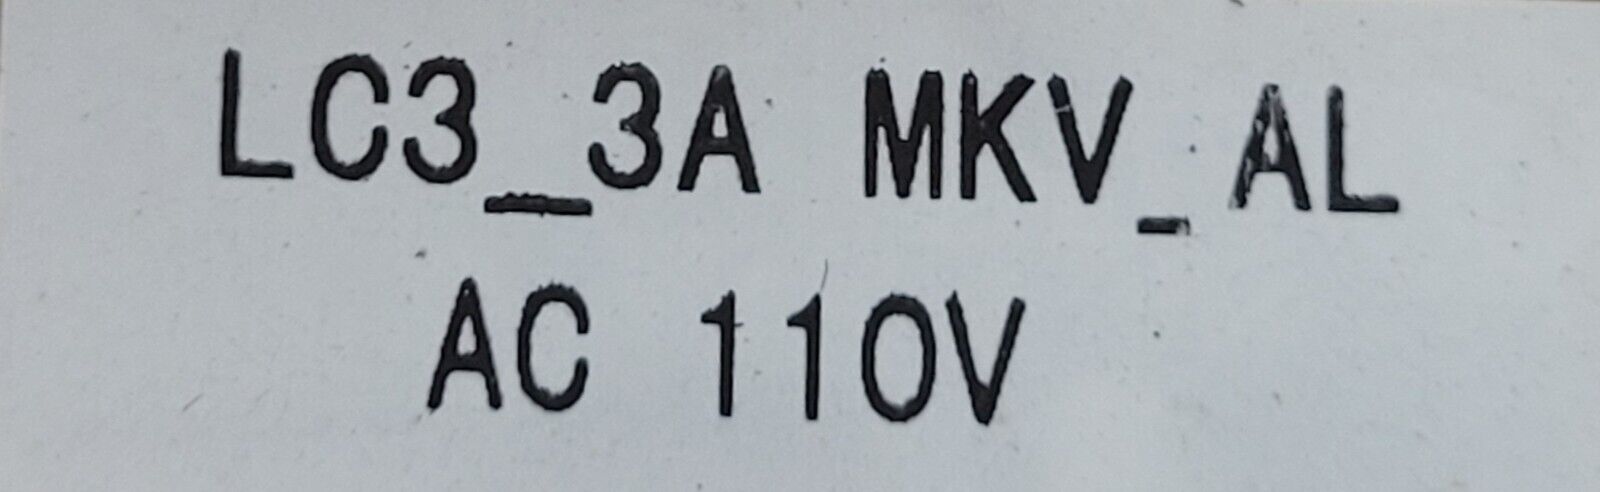 LC3_3A MKV_AL
AC 110V